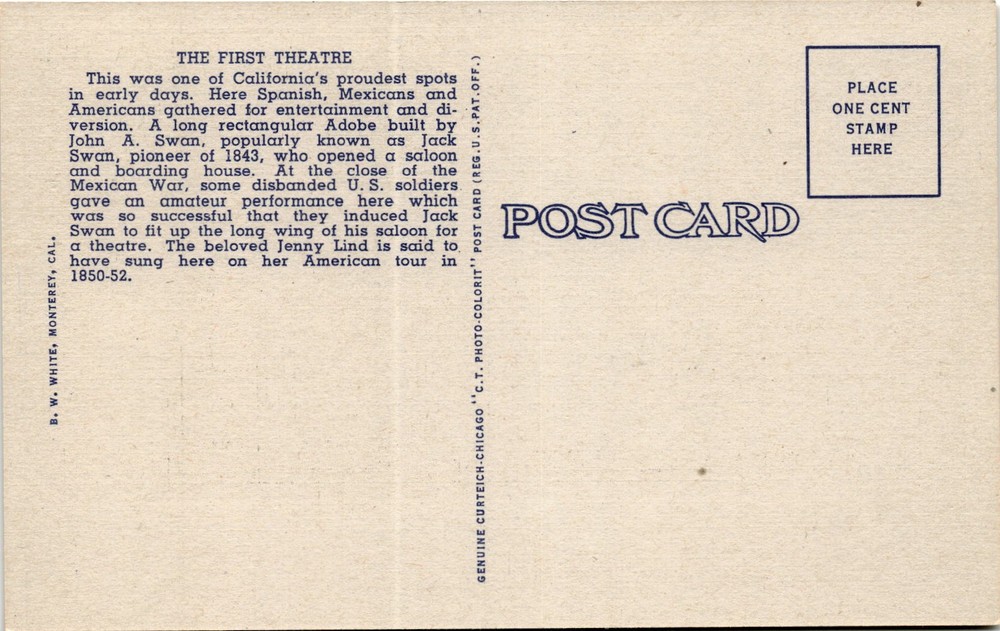 THE FIRST THEATRE
This was one of California's proudest spots
in early days. Here Spanish, Mexicans and
Americans gathered for entertainment and di-
version. A long rectangular Adobe built by
John A. Swan, popularly known as Jack
Swan, pioneer of 1843, who opened a saloon
and boarding house. At the close of the
Mexican War, some disbanded U. S. soldiers
gave an amateur performance here which
was so successful that they induced Jack
Swan to fit up the long wing of his saloon for
a theatre. The beloved Jenny Lind is said to
have sung here on her American tour in
1850-52.
B. W. WHITE, MONTEREY, CAL.
GENUINE CURTEICH-CHICAGO "C.T. PHOTO-COLORIT" POST CARD (REG. U.S. PAT. OFF.)
POST CARD
PLACE
ONE CENT
STAMP
HERE